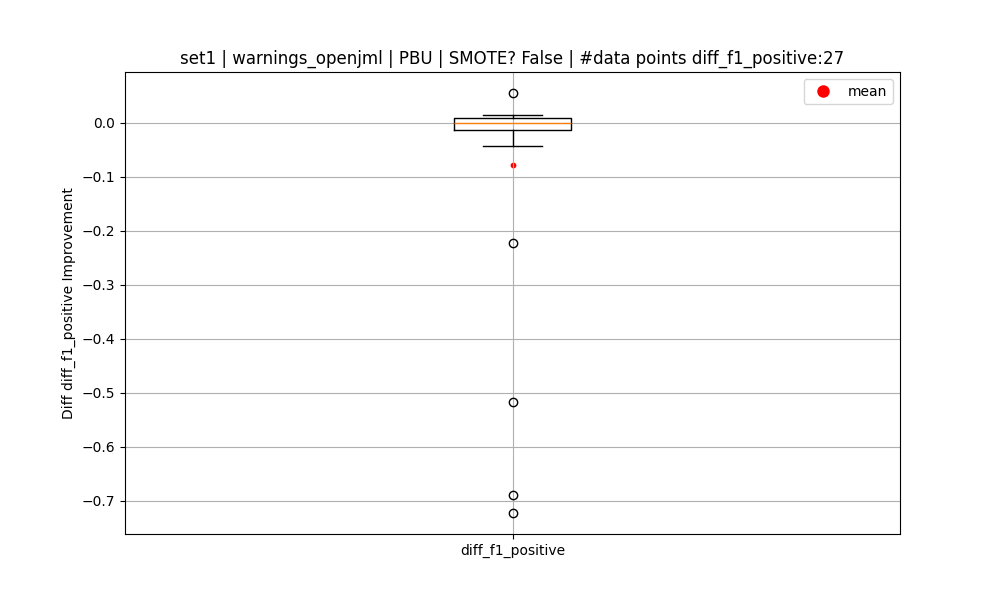 set1 | warnings_openjml | PBU | SMOTE? False | #data points diff_f1_positive:27
mean
0.0
−0.1
−0.2
−0.3
−0.4
−0.5
−0.6
−0.7
Diff diff_f1_positive Improvement
diff_f1_positive